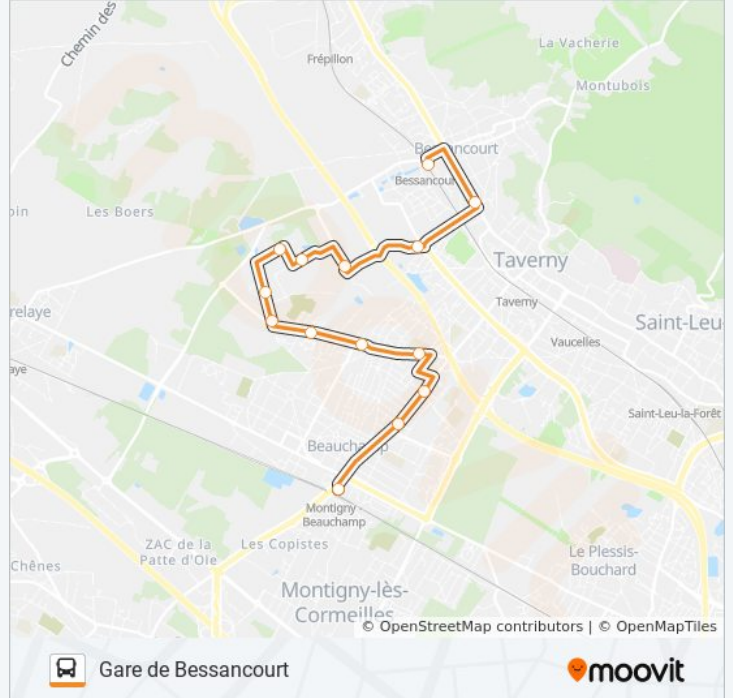 Chemin des
Frépillon
La Vacherie
Montubois
Bessancourt
Bessancour
oin
Les Boers
Taverny
Taverny
relaye
Saint-Leu-
Vaucelles
aye
Saint-Leu-la-Forêt
Beauchamp
Montigny -
Beauchamp
ZAC de la
Patte d'Oie
Les Copistes
Chênes
Le Plessis-
Bouchard
Montigny-lès-
Cormeilles
© OpenStreetMap contributors | © OpenMapTiles
Gare de Bessancourt
moovit